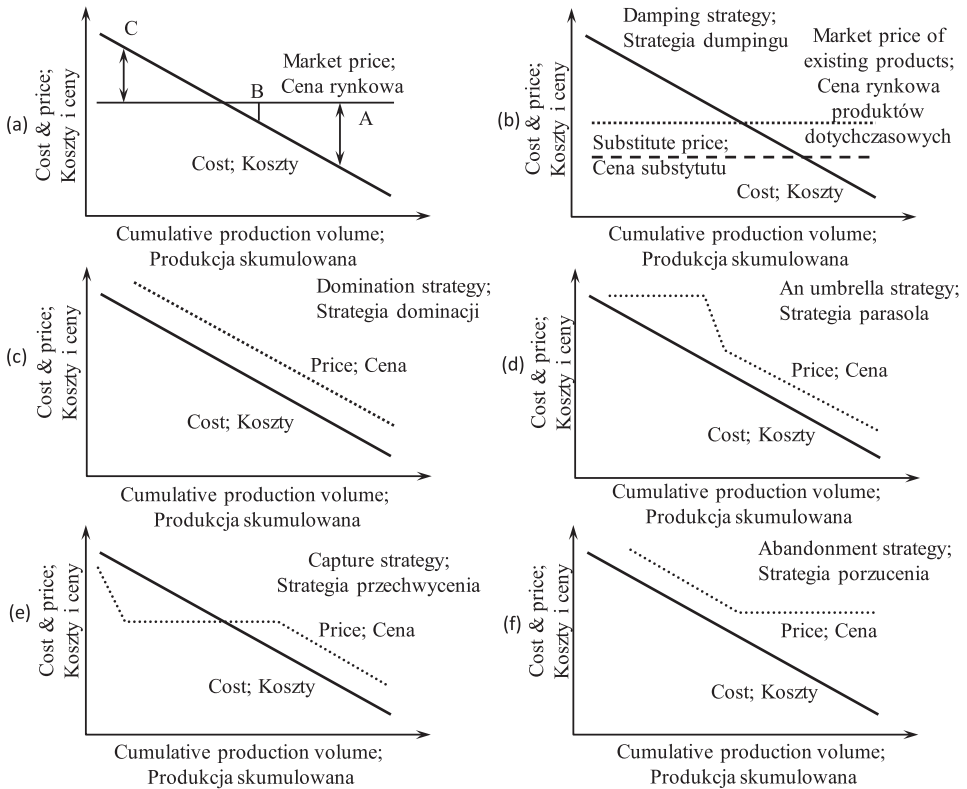 (a)
Cost & price;
Koszty i ceny
C
B
A
Market price;
Cena rynkowa
Cost; Koszty
Cumulative production volume;
Produkcja skumulowana
(b)
Cost & price;
Koszty i ceny
Damping strategy;
Strategia dumpingu
Market price of
existing products;
Cena rynkowa
produktów
dotychczasowych
Substitute price;
Cena substytutu
Cost; Koszty
Cumulative production volume;
Produkcja skumulowana
(c)
Cost & price;
Koszty i ceny
Domination strategy;
Strategia dominacji
Price; Cena
Cost; Koszty
Cumulative production volume;
Produkcja skumulowana
(d)
Cost & price;
Koszty i ceny
An umbrella strategy;
Strategia parasola
Price; Cena
Cost; Koszty
Cumulative production volume;
Produkcja skumulowana
(e)
Cost & price;
Koszty i ceny
Capture strategy;
Strategia przechwycenia
Price; Cena
Cost; Koszty
Cumulative production volume;
Produkcja skumulowana
(f)
Cost & price;
Koszty i ceny
Abandonment strategy;
Strategia porzucenia
Price; Cena
Cost; Koszty
Cumulative production volume;
Produkcja skumulowana